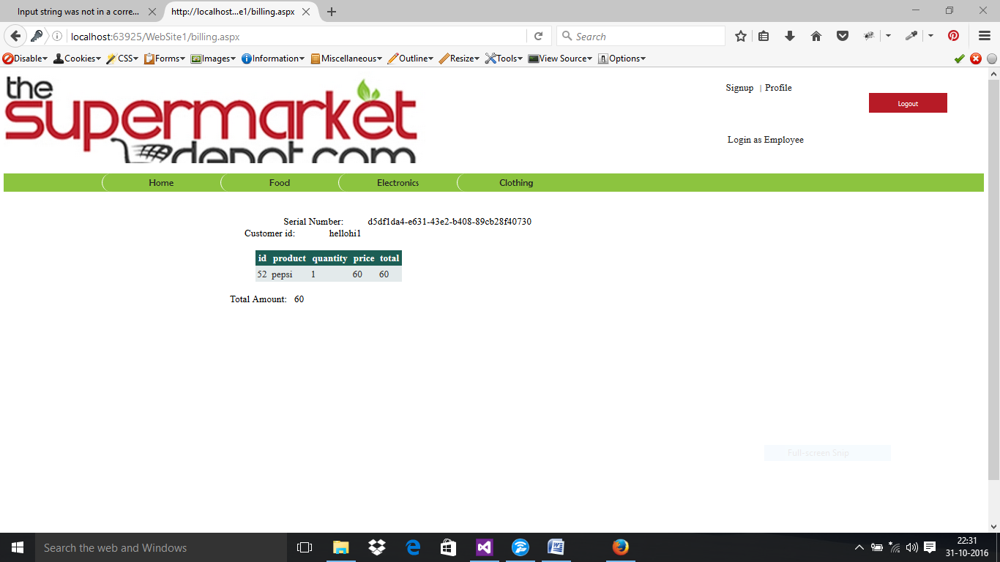 Input string was not in a corre...
http://localhost...e1/billing.aspx
localhost:63925/WebSite1/billing.aspx
Search
Disable Cookies CSS Forms Images Information Miscellaneous Outline Resize Tools View Source Options
the
supermarket
depot.com
Signup | Profile
Logout
Login as Employee
Home Food Electronics Clothing
Serial Number: d5df1da4-e631-43e2-b408-89cb28f40730
Customer id: hellohi1
id product quantity price total
52 pepsi 1 60 60
Total Amount: 60
Full-screen Snip
Search the web and Windows
22:31
31-10-2016